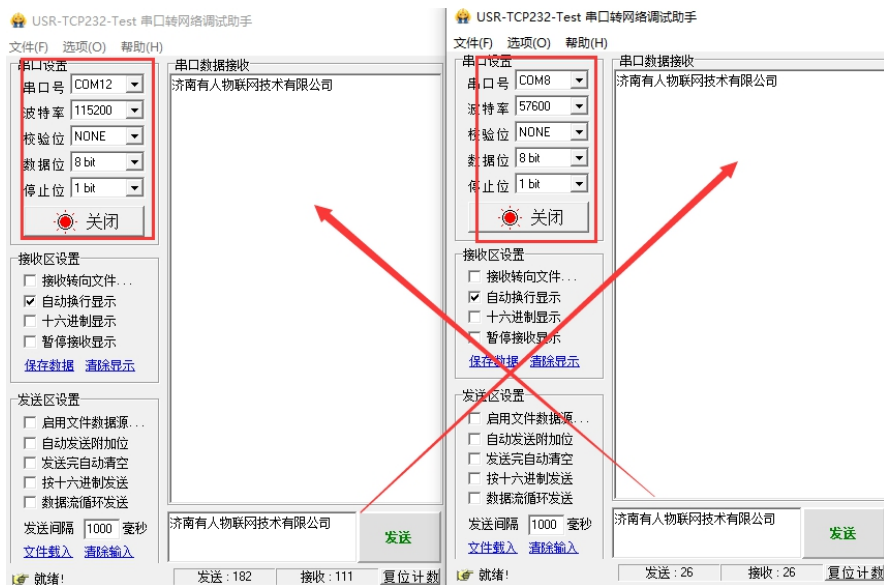 USR-TCP232-Test 串口转网络调试助手
文件(F) 选项(O) 帮助(H)
串口设置
串口号 COM12
波特率 115200
校验位 NONE
数据位 8 bit
停止位 1 bit
关闭
接收区设置
接收转向文件...
自动换行显示
十六进制显示
暂停接收显示
保存数据 清除显示
发送区设置
启用文件数据源...
自动发送附加位
发送完自动清空
按十六进制发送
数据流循环发送
发送间隔 1000 毫秒
文件载入 清除输入
串口数据接收
济南有人物联网技术有限公司
济南有人物联网技术有限公司
发送
就绪!
发送 : 182
接收 : 111
复位计数
USR-TCP232-Test 串口转网络调试助手
文件(F) 选项(O) 帮助(H)
串口设置
串口号 COM8
波特率 57600
校验位 NONE
数据位 8 bit
停止位 1 bit
关闭
接收区设置
接收转向文件...
自动换行显示
十六进制显示
暂停接收显示
保存数据 清除显示
发送区设置
启用文件数据源...
自动发送附加位
发送完自动清空
按十六进制发送
数据流循环发送
发送间隔 1000 毫秒
文件载入 清除输入
串口数据接收
济南有人物联网技术有限公司
济南有人物联网技术有限公司
发送
就绪!
发送 : 26
接收 : 26
复位计数